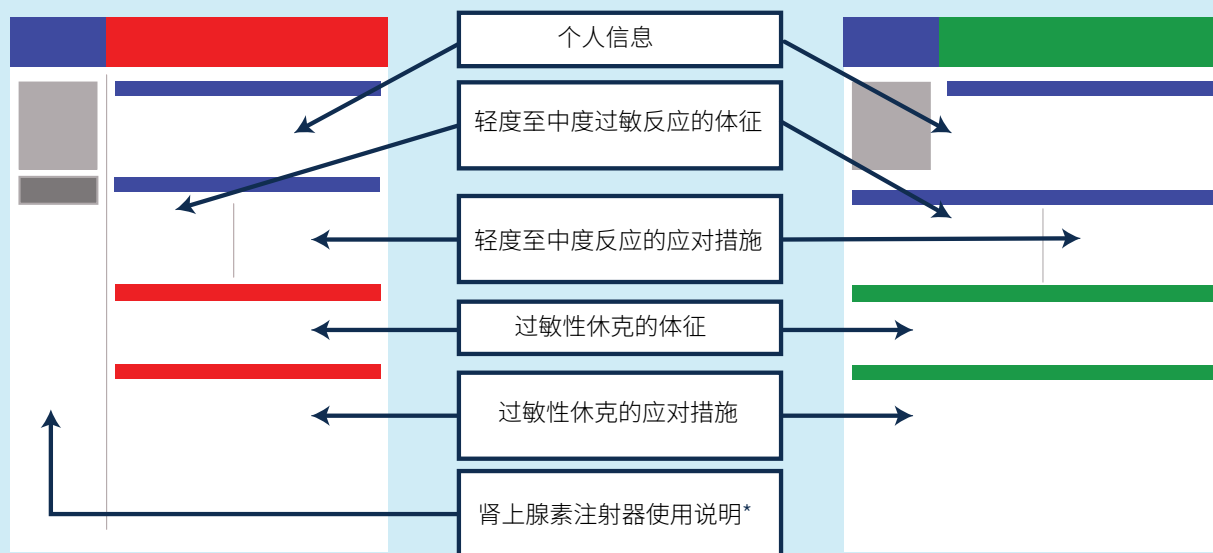 个人信息
轻度至中度过敏反应的体征
轻度至中度反应的应对措施
过敏性休克的体征
过敏性休克的应对措施
肾上腺素注射器使用说明*